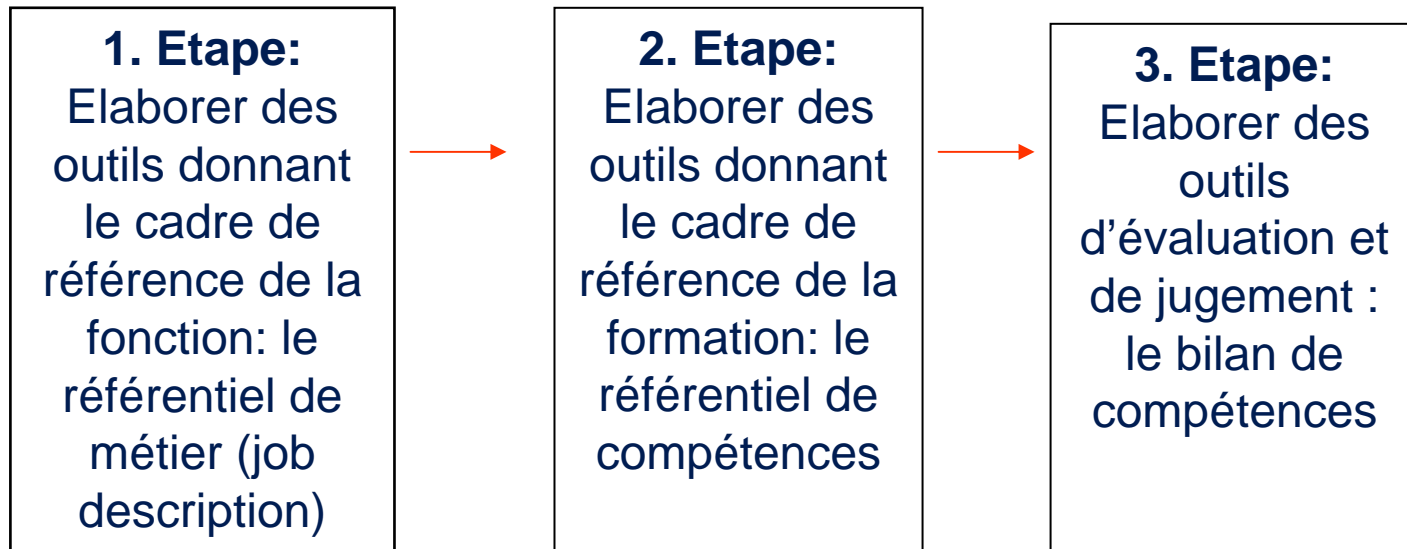 1. Etape:
Elaborer des
outils donnant
le cadre de
référence de la
fonction: le
référentiel de
métier (job
description)
2. Etape:
Elaborer des
outils donnant
le cadre de
référence de la
formation: le
référentiel de
compétences
3. Etape:
Elaborer des
outils
d’évaluation et
de jugement :
le bilan de
compétences